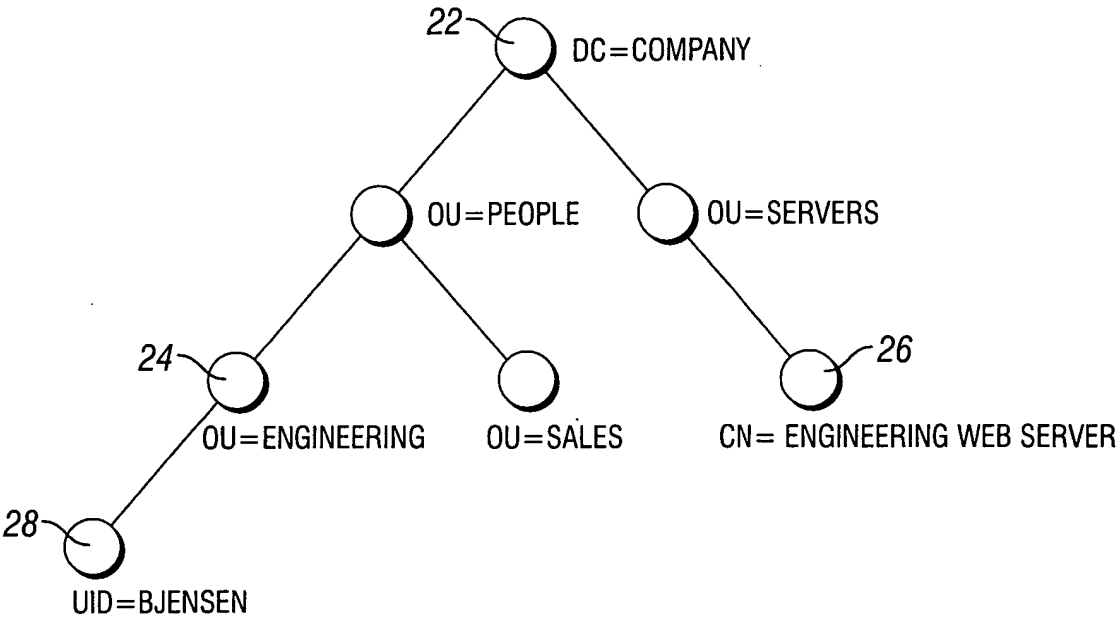 22
DC=COMPANY
OU=PEOPLE
OU=SERVERS
24
26
OU=ENGINEERING
OU=SALES
CN= ENGINEERING WEB SERVER
28
UID=BJENSEN